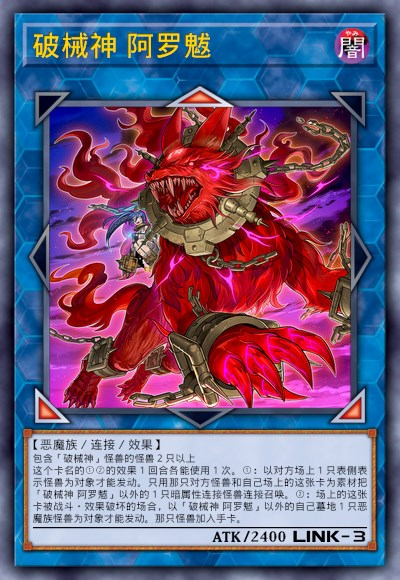 破械神 阿罗魃
やみ
闇
【恶魔族／连接／效果】
包含「破械神」怪兽的怪兽２只以上
这个卡名的①②的效果１回合各能使用１次。①：以对方场上１只表侧表
示怪兽为对象才能发动。只用那只对方怪兽和自己场上的这张卡为素材把
「破械神 阿罗魃」以外的１只暗属性连接怪兽连接召唤。②：场上的这张
卡被战斗·效果破坏的场合，以「破械神 阿罗魃」以外的自己墓地１只恶
魔族怪兽为对象才能发动。那只怪兽加入手卡。
ATK/2400 LINK-3